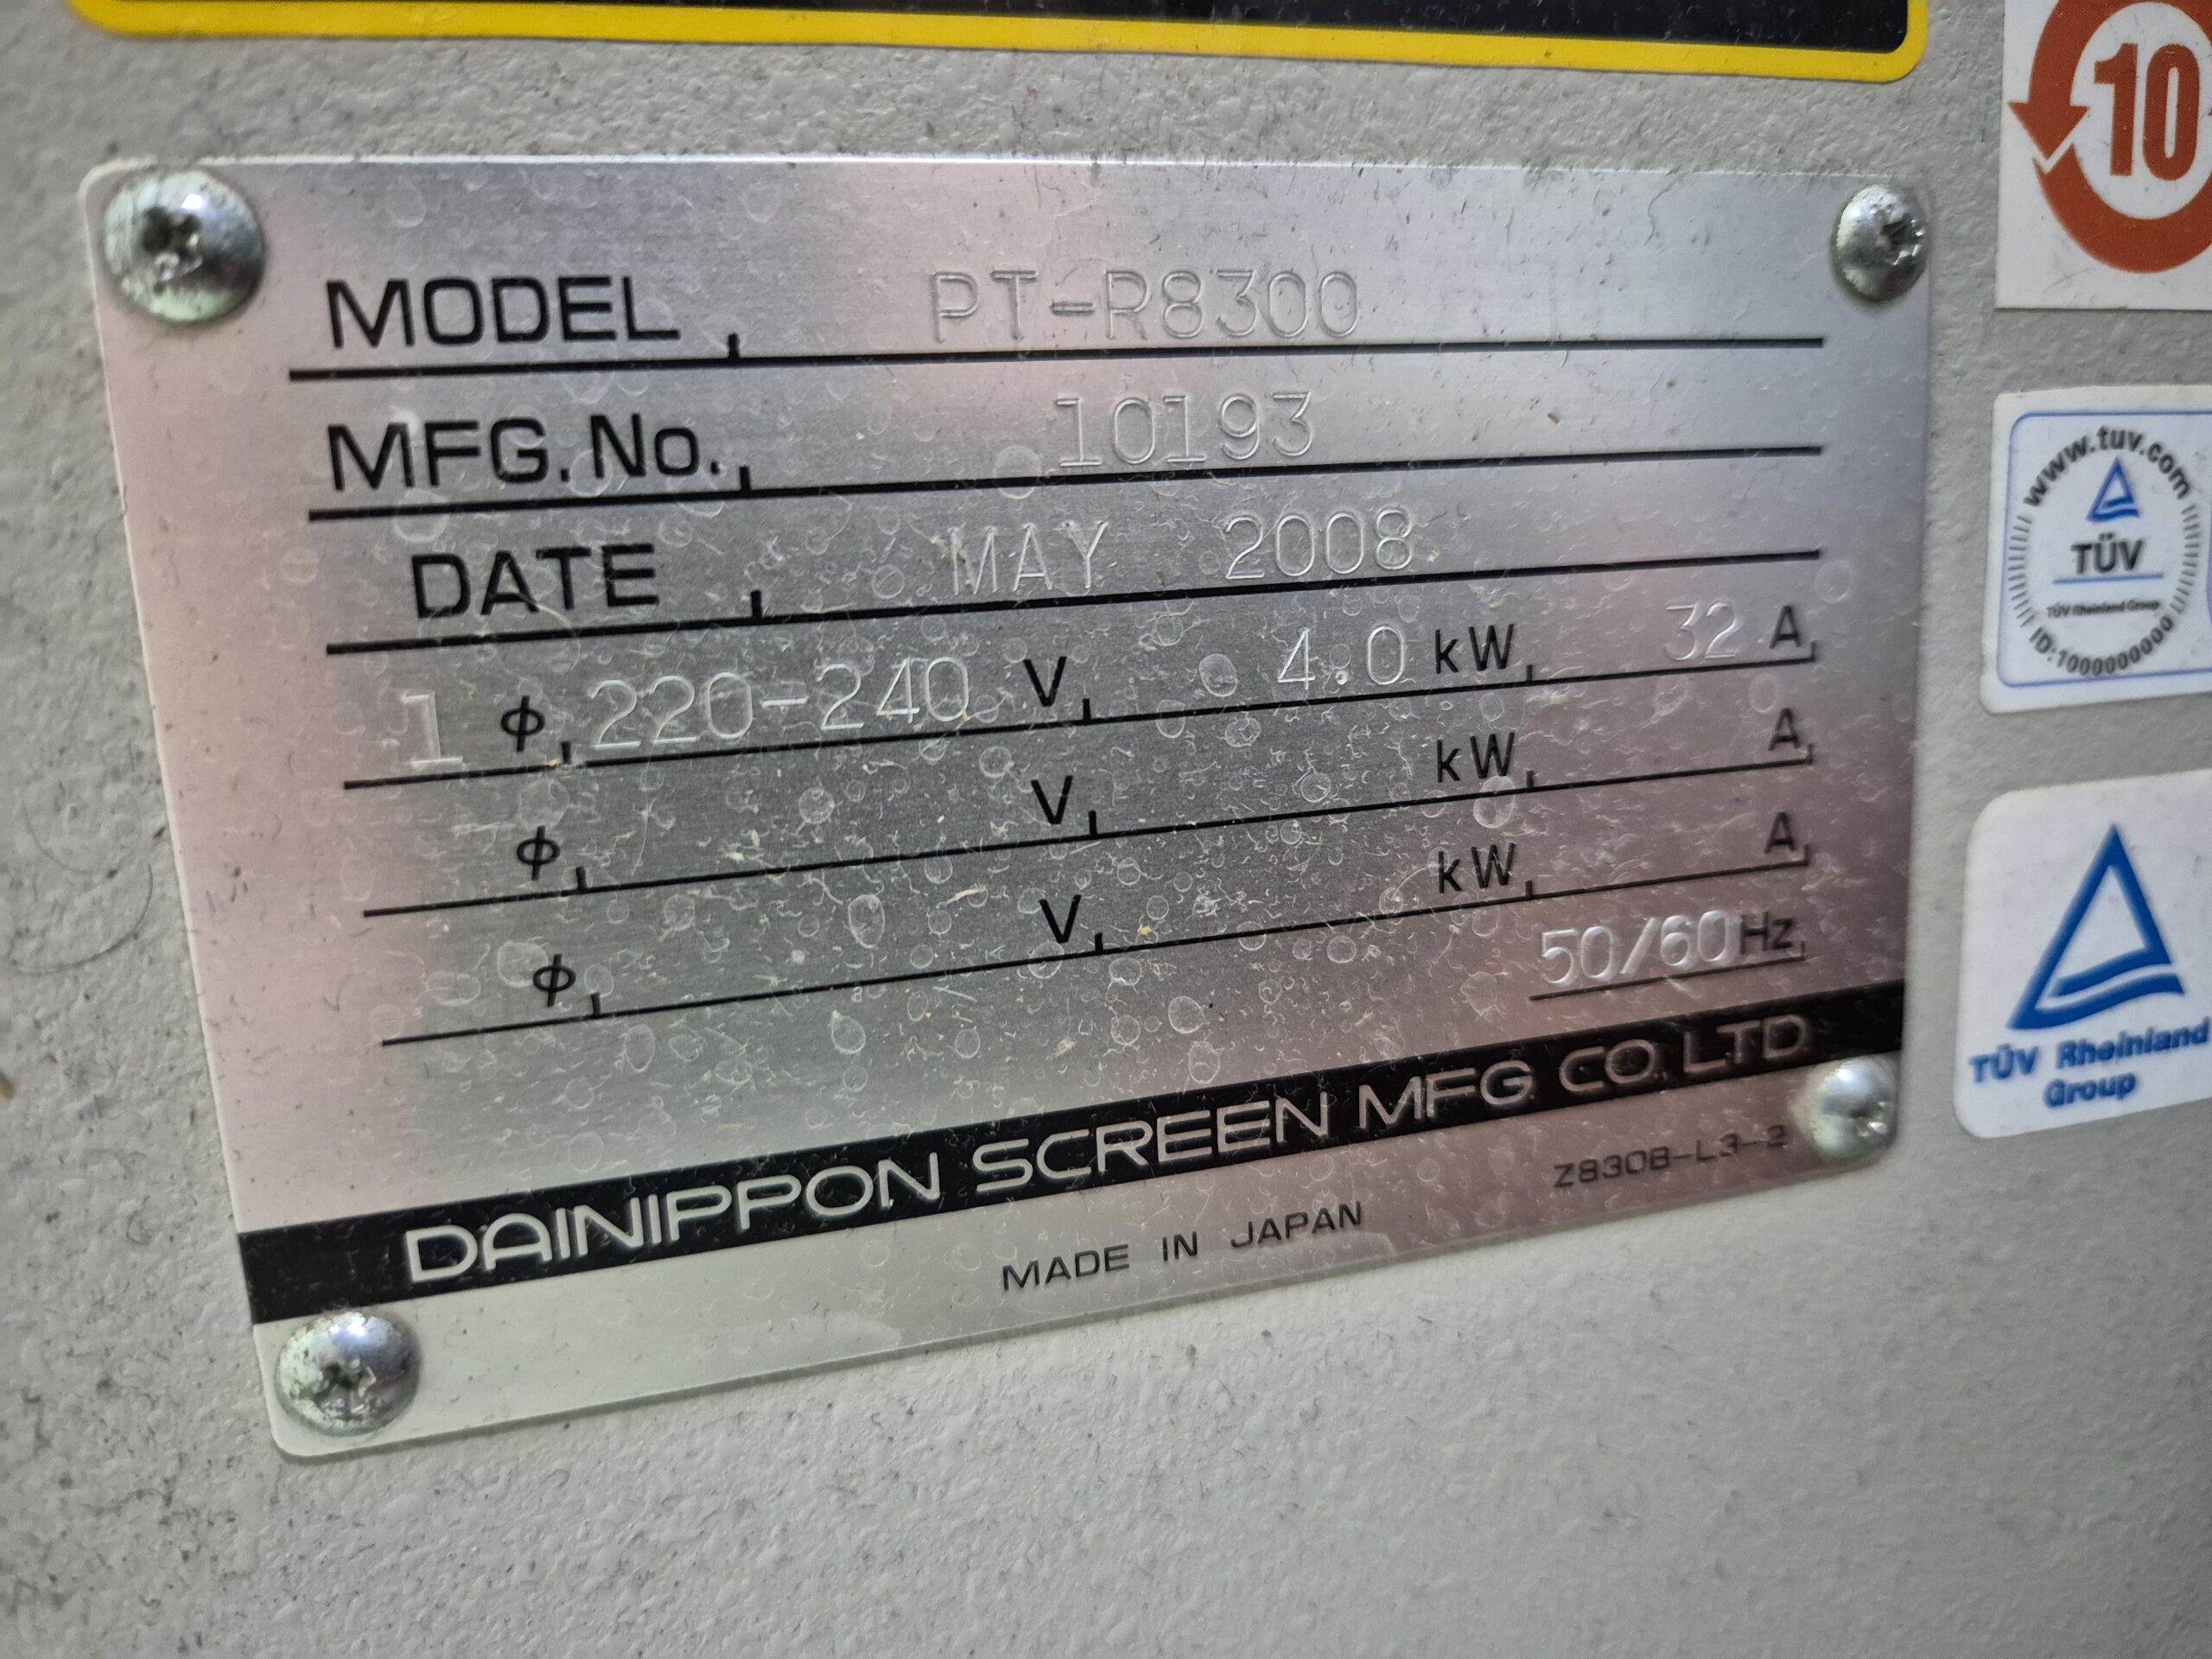 MODEL PT-R8300
MFG. No. 10193
DATE MAY 2008
1 φ, 220-240 V, 4.0 kW, 32 A,
φ, V, kW, A,
φ, V, kW, A,
50/60 Hz,
DAINIPPON SCREEN MFG. CO. LTD.
MADE IN JAPAN
Z830B-L3-2
10
www.tuv.com
TÜV
TÜV Rheinland Group
ID:1000000000
TÜV Rheinland
Group